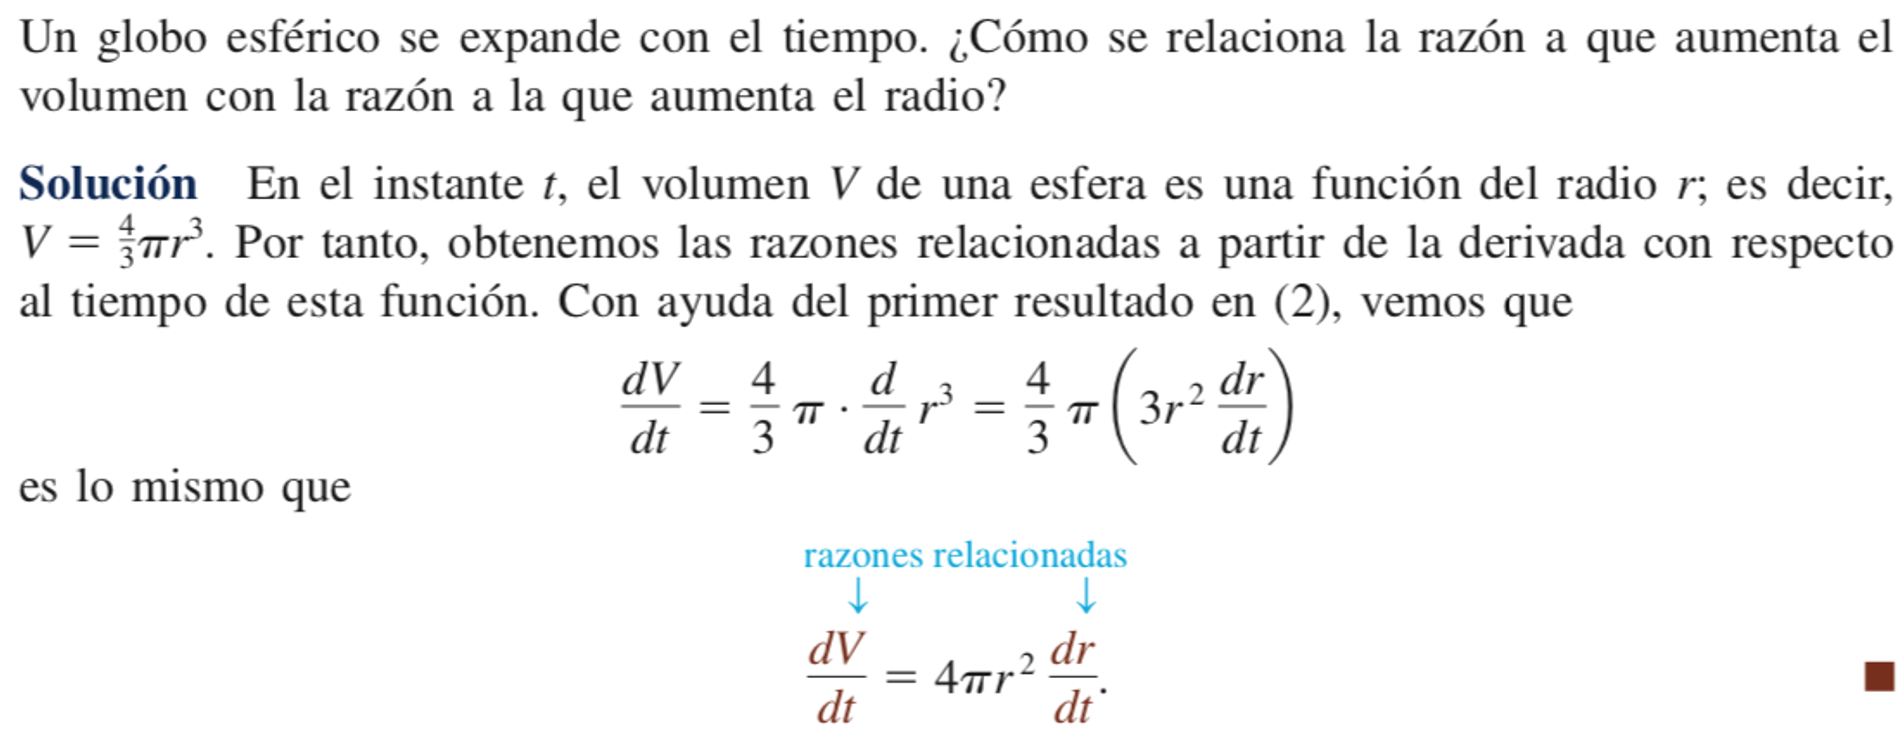 Un globo esférico se expande con el tiempo. ¿Cómo se relaciona la razón a que aumenta el
volumen con la razón a la que aumenta el radio?
Solución En el instante t, el volumen V de una esfera es una función del radio r; es decir,
V = 4/3 πr³. Por tanto, obtenemos las razones relacionadas a partir de la derivada con respecto
al tiempo de esta función. Con ayuda del primer resultado en (2), vemos que
dV/dt = 4/3 π · d/dt r³ = 4/3 π (3r² dr/dt)
es lo mismo que
razones relacionadas
↓ ↓
dV/dt = 4πr² dr/dt. ■